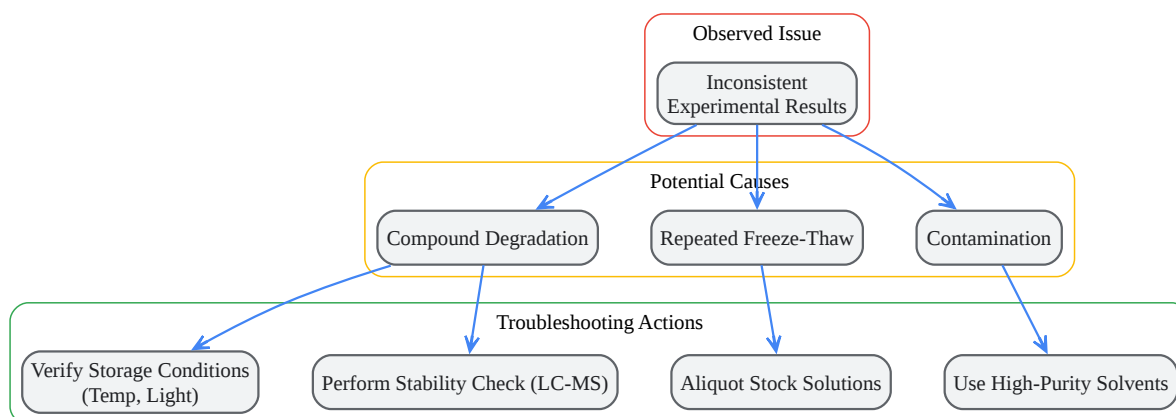 Observed Issue
Inconsistent
Experimental Results
Potential Causes
Compound Degradation
Repeated Freeze-Thaw
Contamination
Troubleshooting Actions
Verify Storage Conditions
(Temp, Light)
Perform Stability Check (LC-MS)
Aliquot Stock Solutions
Use High-Purity Solvents